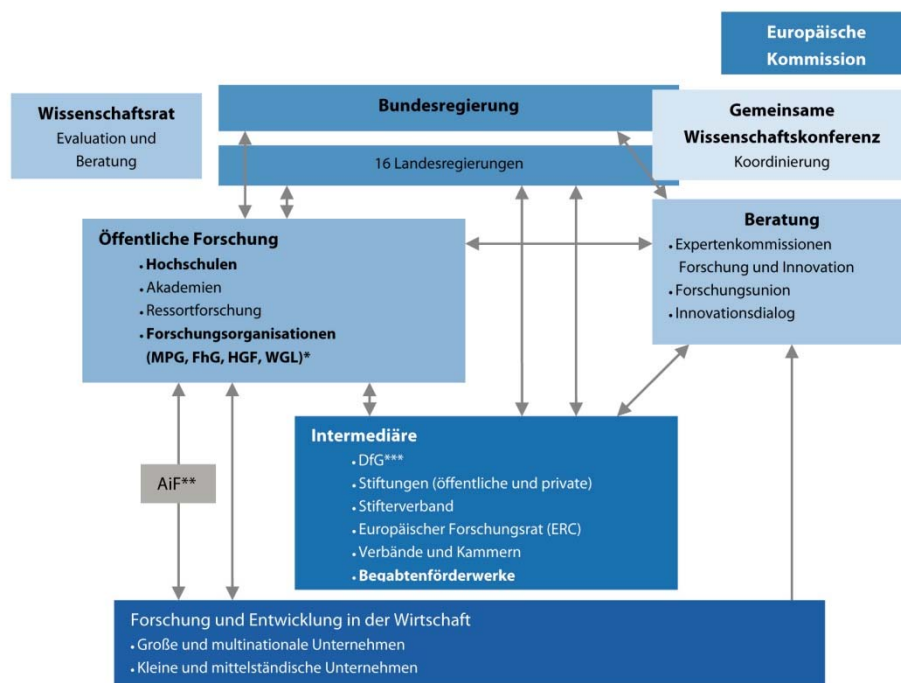 Europäische
Kommission
Bundesregierung
Wissenschaftsrat
Evaluation und
Beratung
Gemeinsame
Wissenschaftskonferenz
Koordinierung
16 Landesregierungen
Öffentliche Forschung
• Hochschulen
• Akademien
• Ressortforschung
• Forschungsorganisationen
(MPG, FhG, HGF, WGL)*
Beratung
• Expertenkommissionen
Forschung und Innovation
• Forschungsunion
• Innovationsdialog
Intermediäre
• DfG***
• Stiftungen (öffentliche und private)
• Stifterverband
• Europäischer Forschungsrat (ERC)
• Verbände und Kammern
• Begabtenförderwerke
AiF**
Forschung und Entwicklung in der Wirtschaft
• Große und multinationale Unternehmen
• Kleine und mittelständische Unternehmen